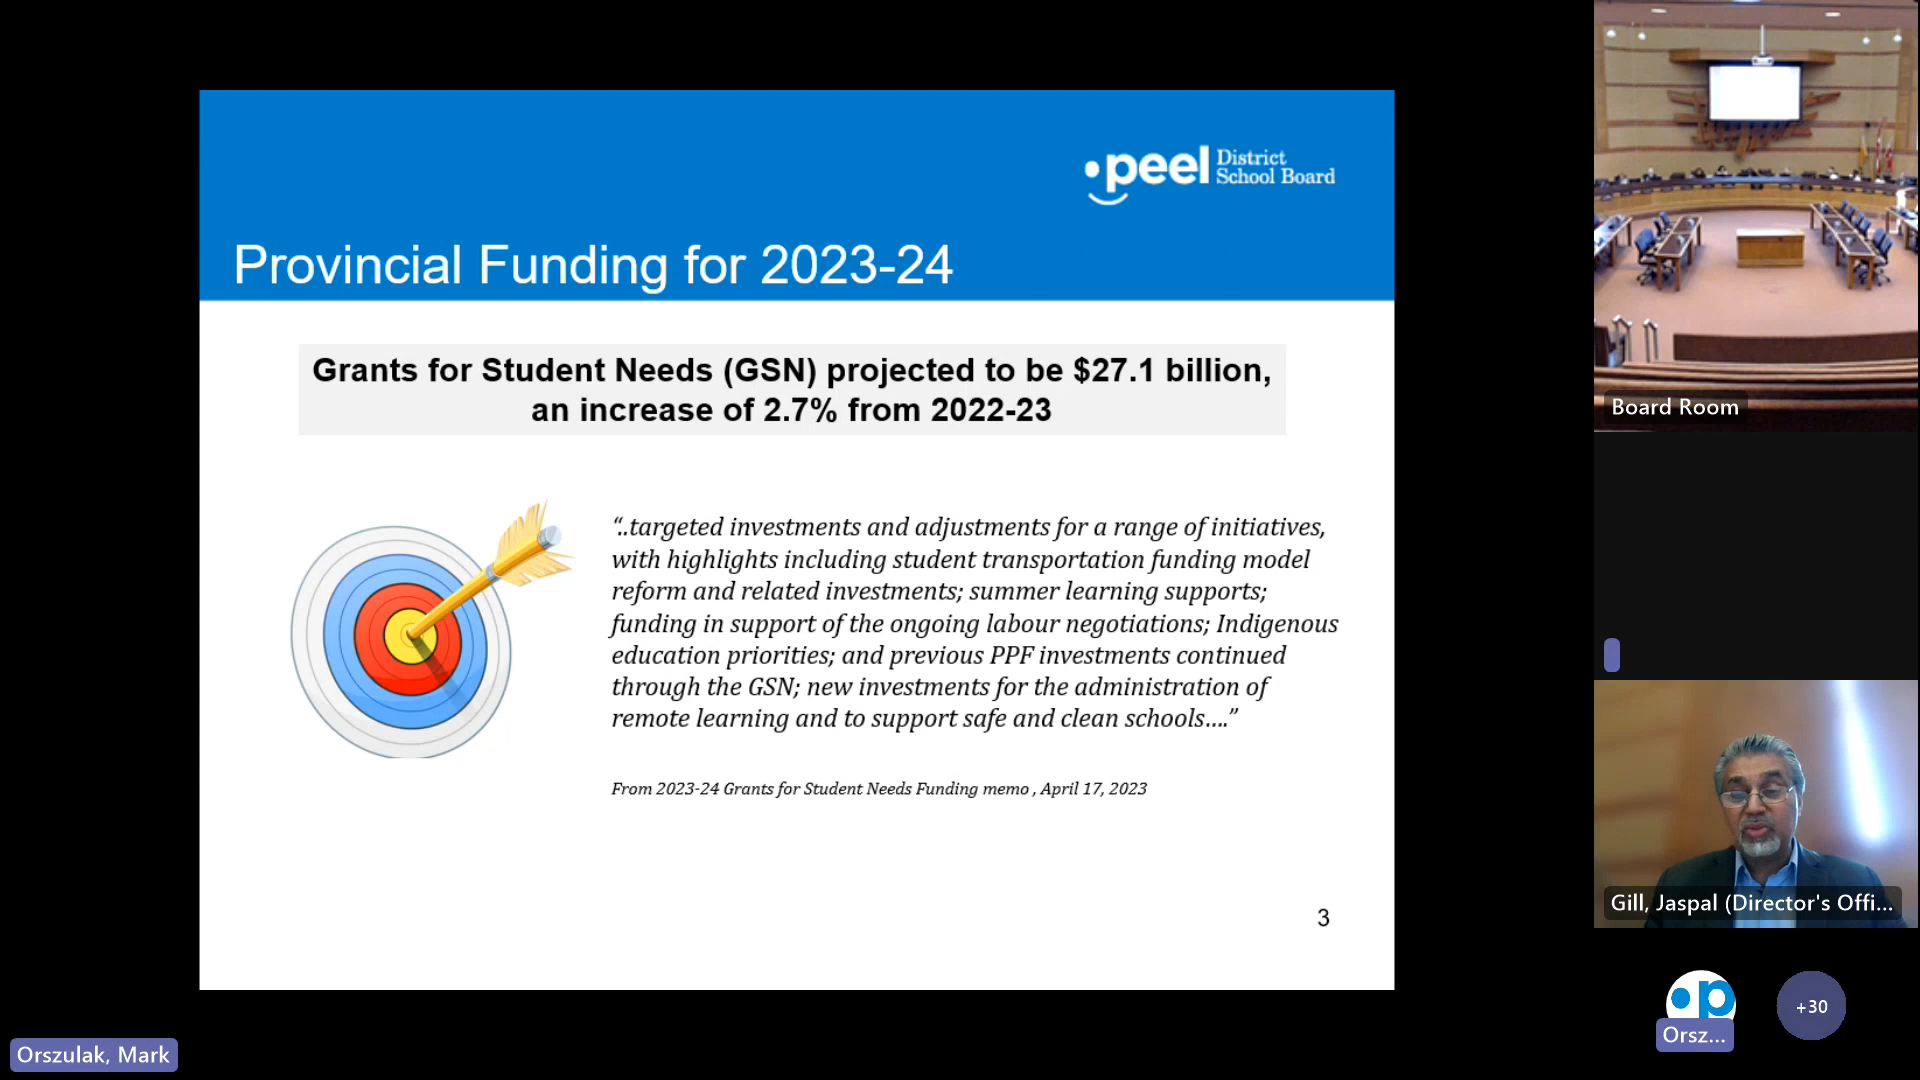 peel District
School Board
Provincial Funding for 2023-24
Grants for Student Needs (GSN) projected to be $27.1 billion,
an increase of 2.7% from 2022-23
“..targeted investments and adjustments for a range of initiatives,
with highlights including student transportation funding model
reform and related investments; summer learning supports;
funding in support of the ongoing labour negotiations; Indigenous
education priorities; and previous PPF investments continued
through the GSN; new investments for the administration of
remote learning and to support safe and clean schools....”
From 2023-24 Grants for Student Needs Funding memo , April 17, 2023
3
Board Room
Gill, Jaspal (Director's Offi...
p
Orsz...
+30
Orszulak, Mark